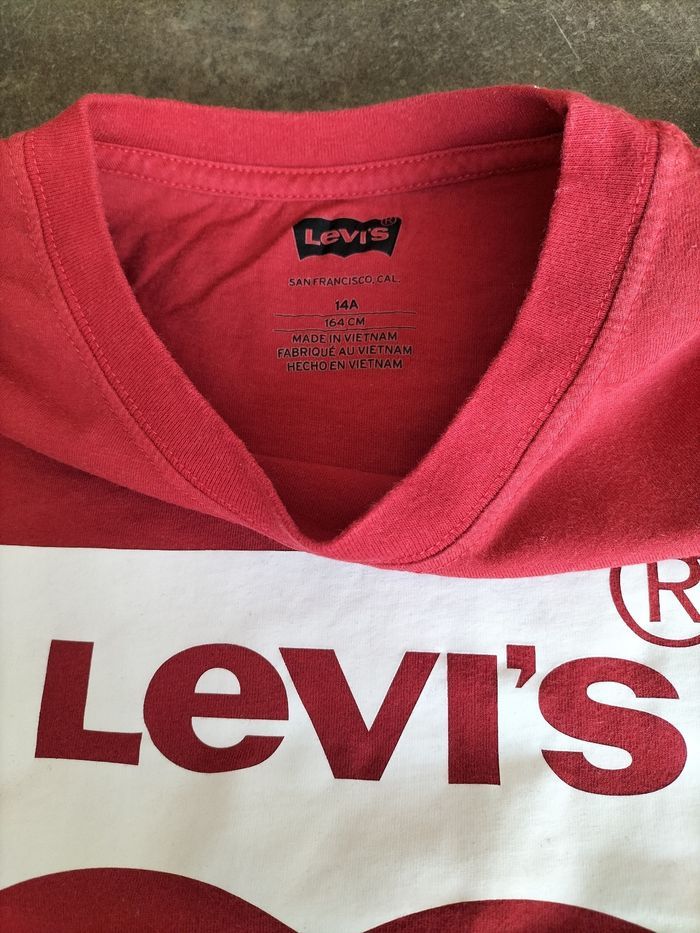 Levi's®
SAN FRANCISCO, CAL.
14A
164 CM
MADE IN VIETNAM
FABRIQUÉ AU VIETNAM
HECHO EN VIETNAM
®
Levi's